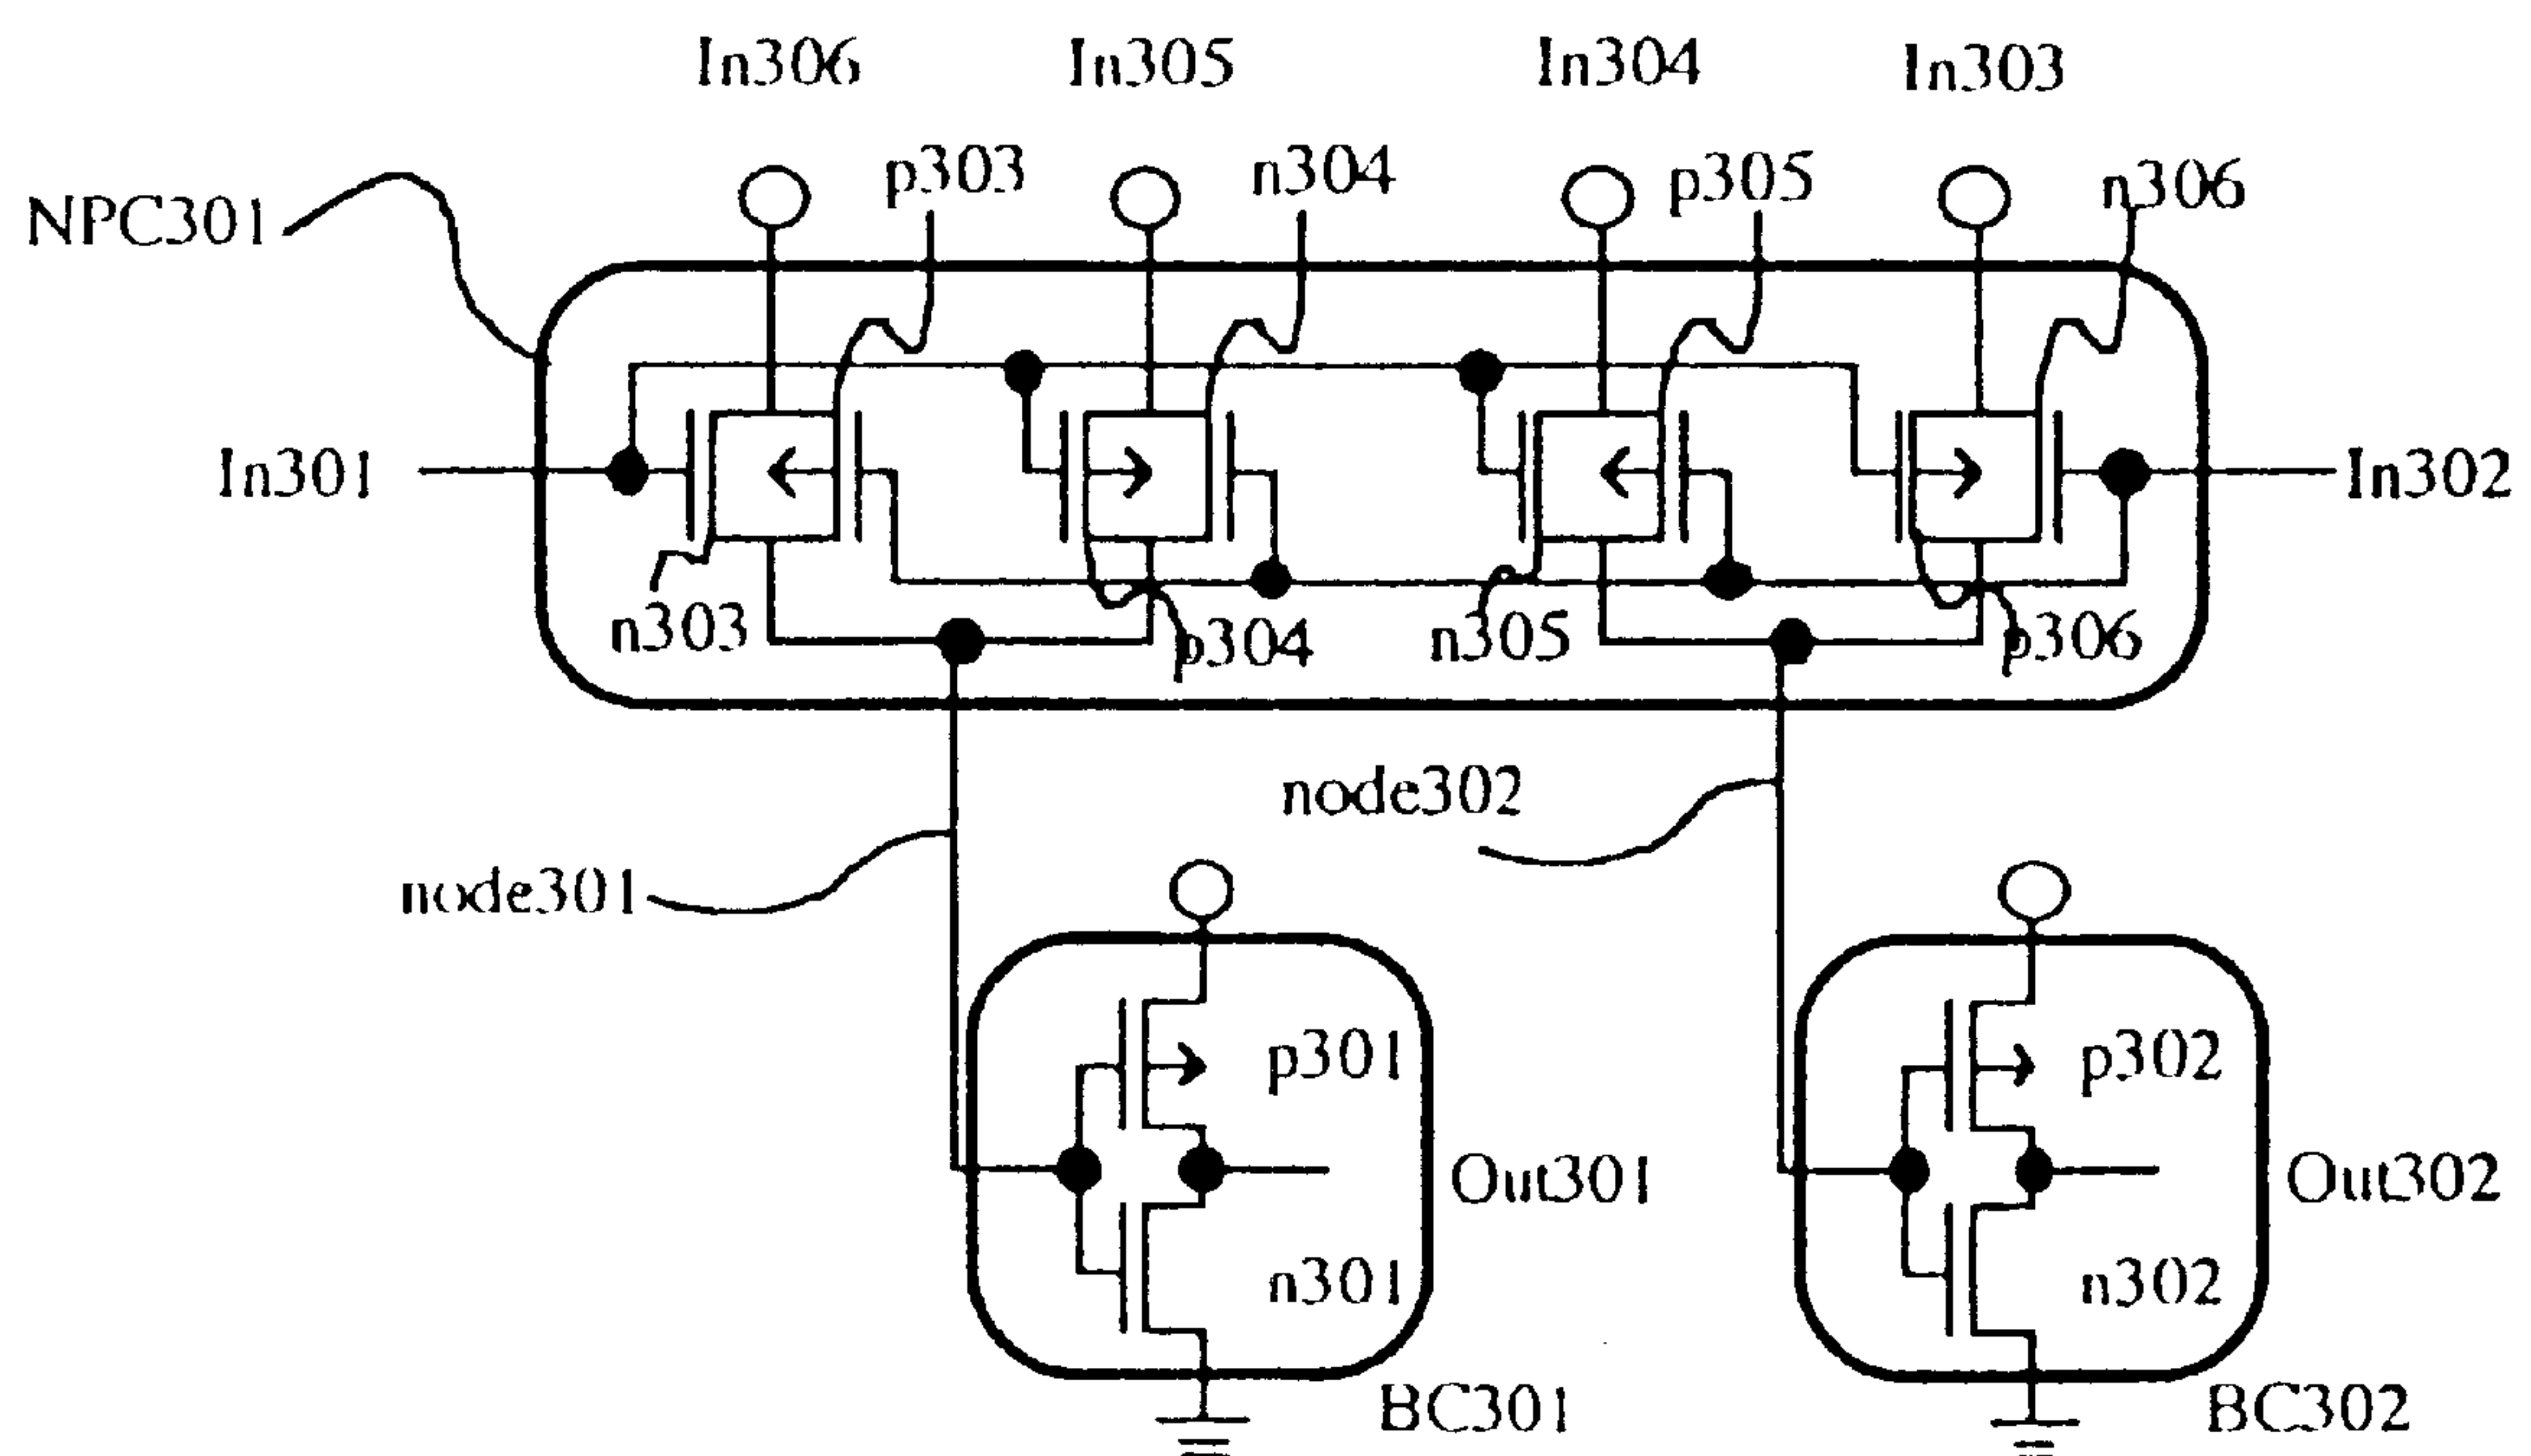 In306 In305 In304 In303
p303 n304 p305 n306
NPC301
In301 In302
n303 p304 n305 p306
node302
node301
p301 p302
Out301 Out302
n301 n302
BC301 BC302